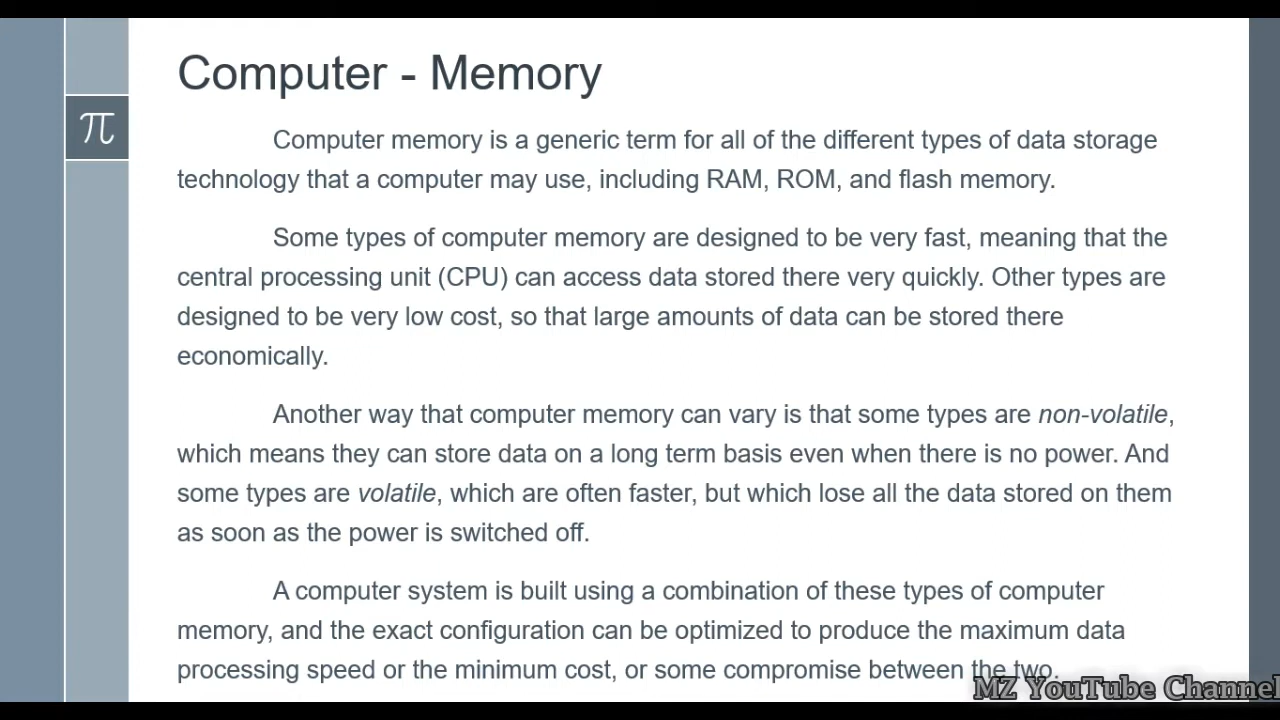 Computer - Memory
π
Computer memory is a generic term for all of the different types of data storage
technology that a computer may use, including RAM, ROM, and flash memory.
Some types of computer memory are designed to be very fast, meaning that the
central processing unit (CPU) can access data stored there very quickly. Other types are
designed to be very low cost, so that large amounts of data can be stored there
economically.
Another way that computer memory can vary is that some types are non-volatile,
which means they can store data on a long term basis even when there is no power. And
some types are volatile, which are often faster, but which lose all the data stored on them
as soon as the power is switched off.
A computer system is built using a combination of these types of computer
memory, and the exact configuration can be optimized to produce the maximum data
processing speed or the minimum cost, or some compromise between the two.
MZ YouTube Channel